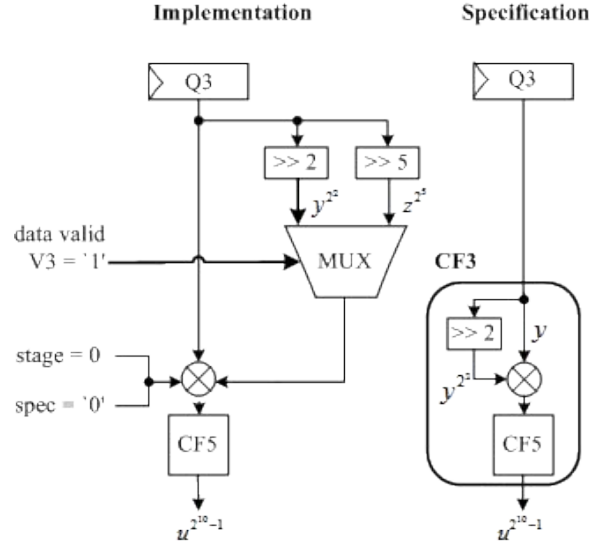 Implementation
Specification
Q3
Q3
>> 2
>> 5
y^{2^2}
z^{2^5}
data valid
V3 = `1'
MUX
CF3
>> 2
y
y^{2^2}
stage = 0
spec = `0'
CF5
CF5
u^{2^{10}-1}
u^{2^{10}-1}